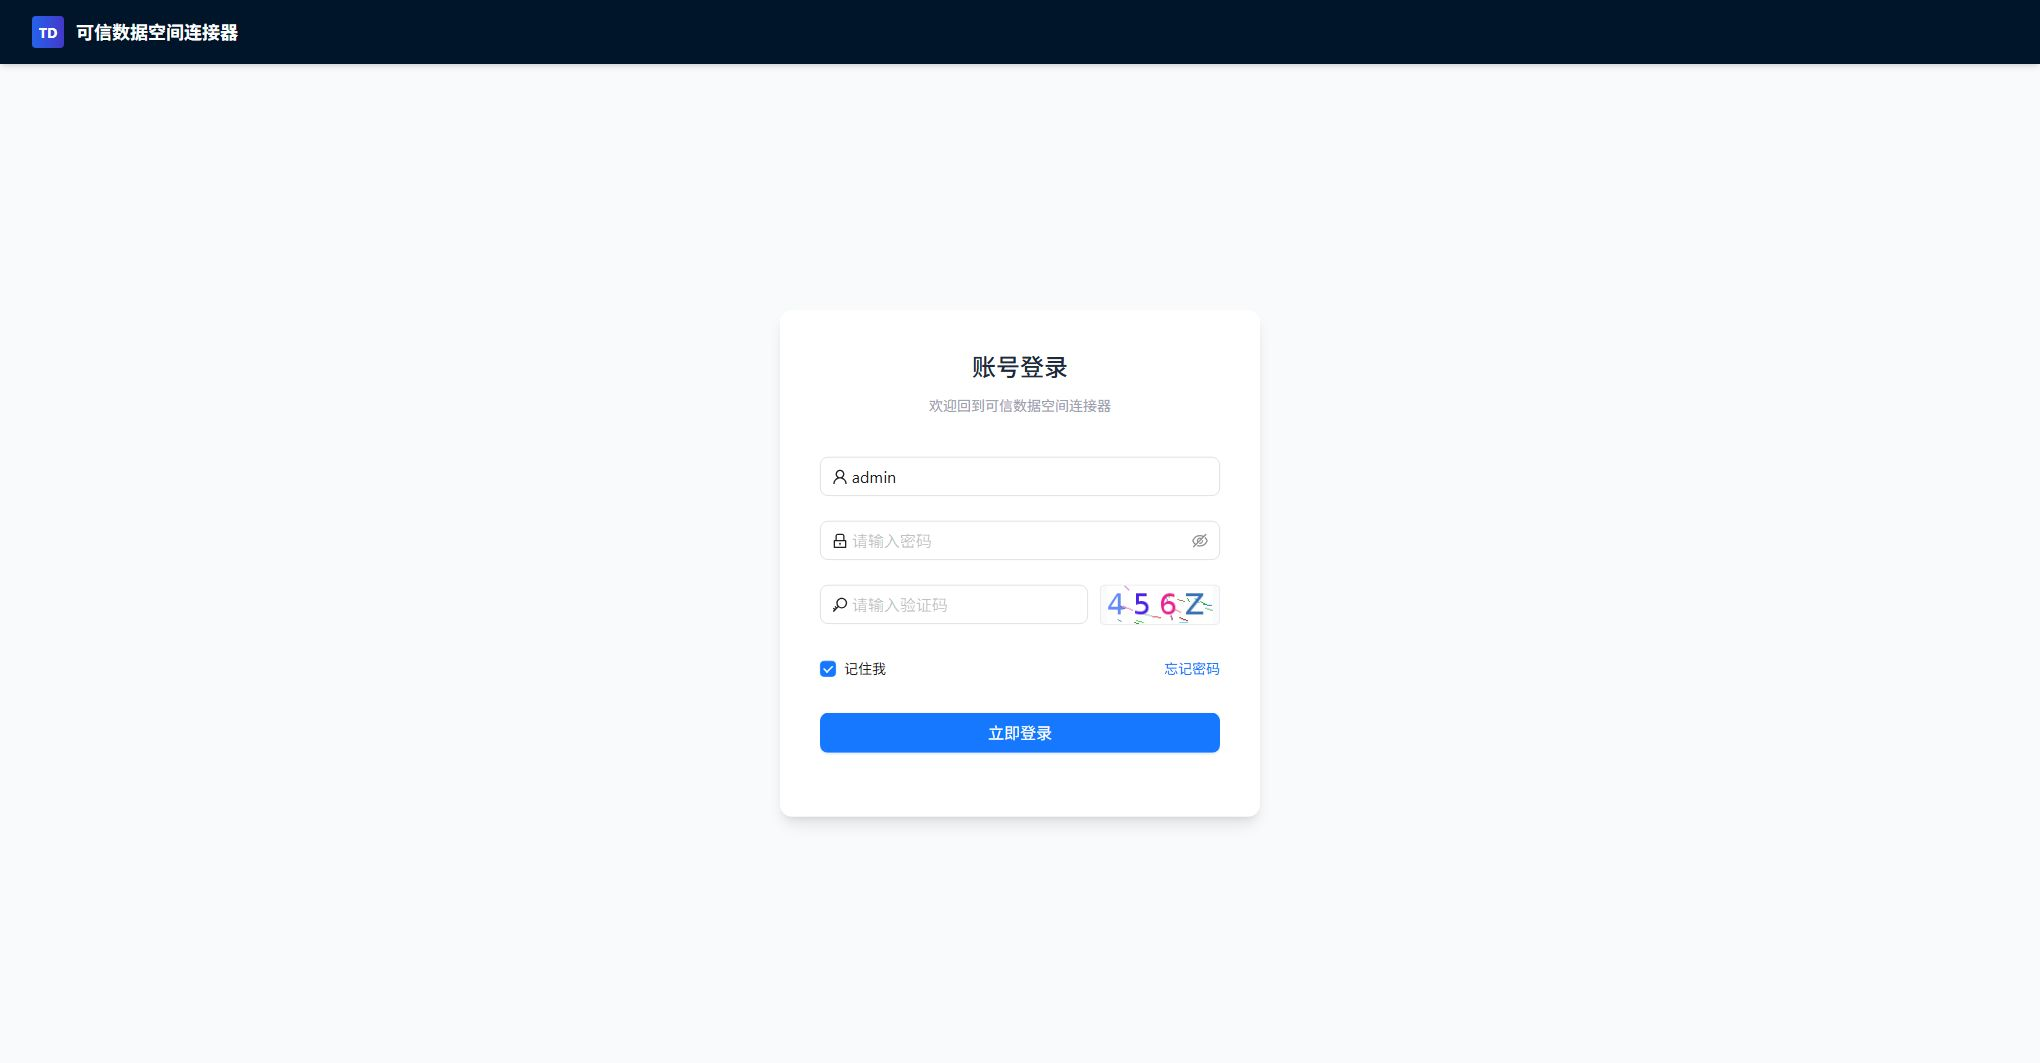 TD 可信数据空间连接器
账号登录
欢迎回到可信数据空间连接器
admin
请输入密码
请输入验证码 456Z
记住我 忘记密码
立即登录